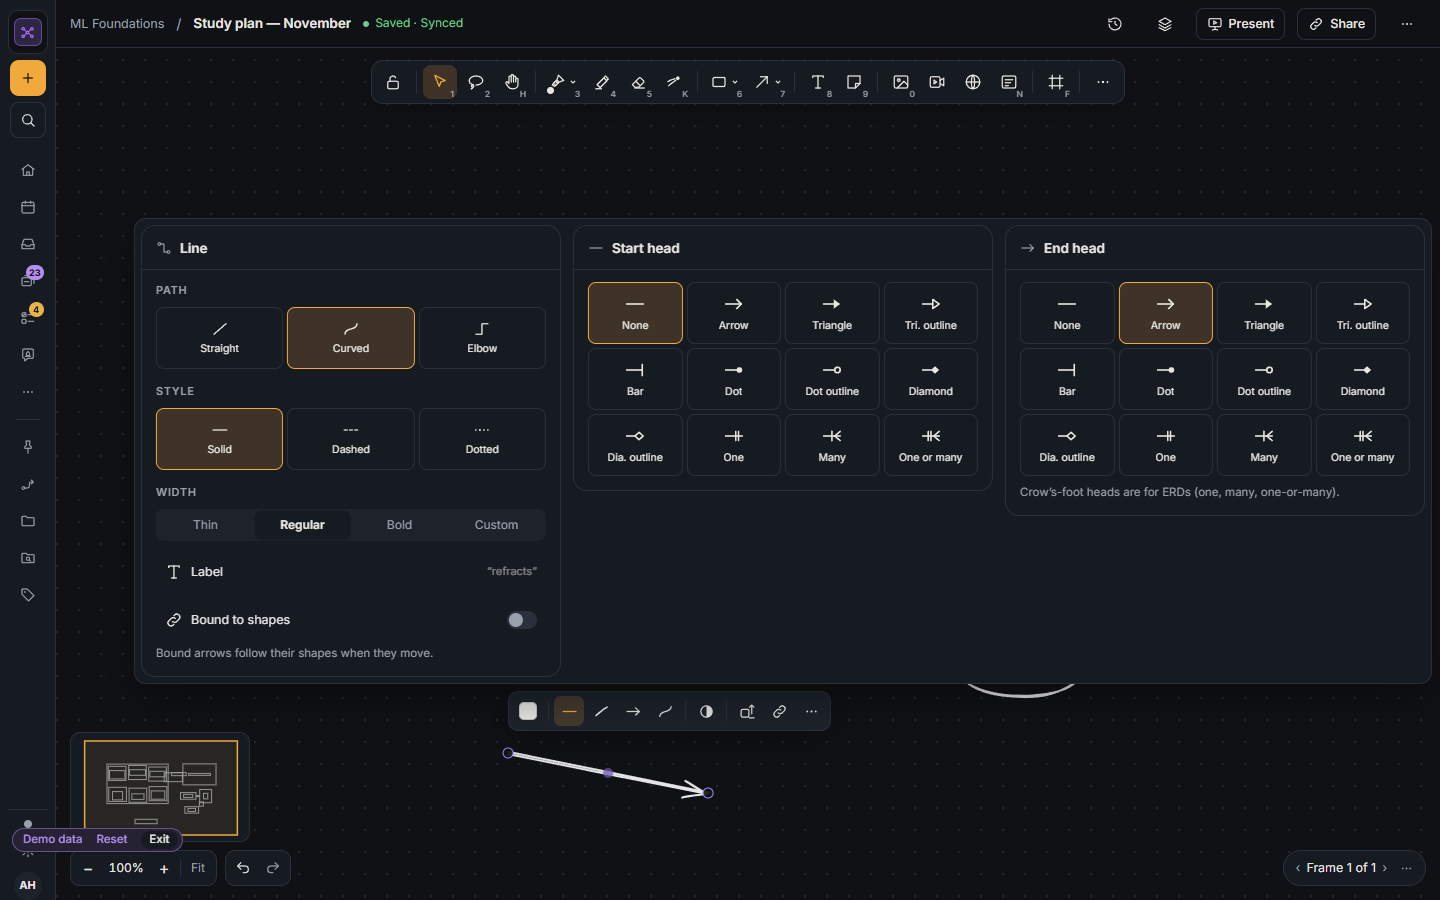 ML Foundations / Study plan — November Saved · Synced
Present
Share
1
2
H
3
4
5
K
6
7
8
9
0
N
F
23
4
Line
PATH
Straight
Curved
Elbow
STYLE
Solid
Dashed
Dotted
WIDTH
Thin
Regular
Bold
Custom
Label
“refracts”
Bound to shapes
Bound arrows follow their shapes when they move.
Start head
None
Arrow
Triangle
Tri. outline
Bar
Dot
Dot outline
Diamond
Dia. outline
One
Many
One or many
End head
None
Arrow
Triangle
Tri. outline
Bar
Dot
Dot outline
Diamond
Dia. outline
One
Many
One or many
Crow’s-foot heads are for ERDs (one, many, one-or-many).
Demo data Reset Exit
− 100% + Fit
AH
‹ Frame 1 of 1 ›